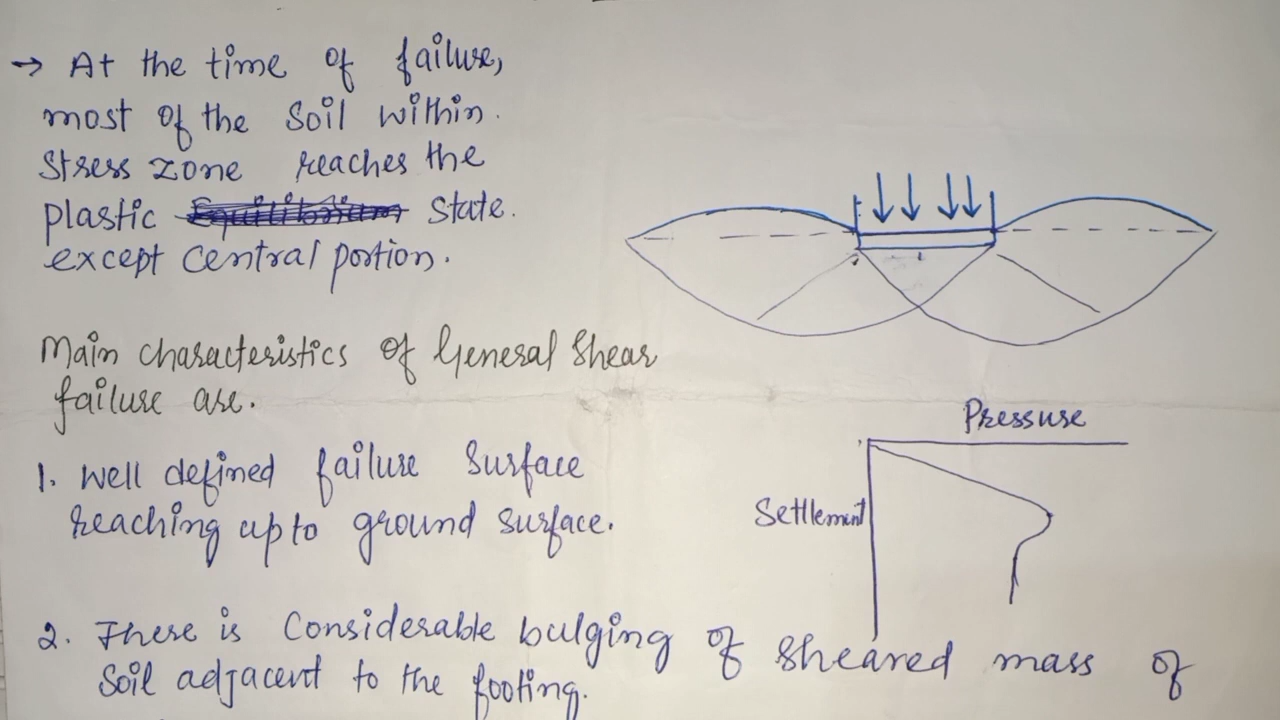 → At the time of failure,
most of the Soil within.
Stress zone reaches the
plastic Equilibrium State.
except Central portion.
Main characteristics of General Shear
failure are.
1. Well defined failure Surface
reaching up to ground surface.
Pressure
Settlement
2. There is Considerable bulging of sheared mass of
Soil adjacent to the footing.